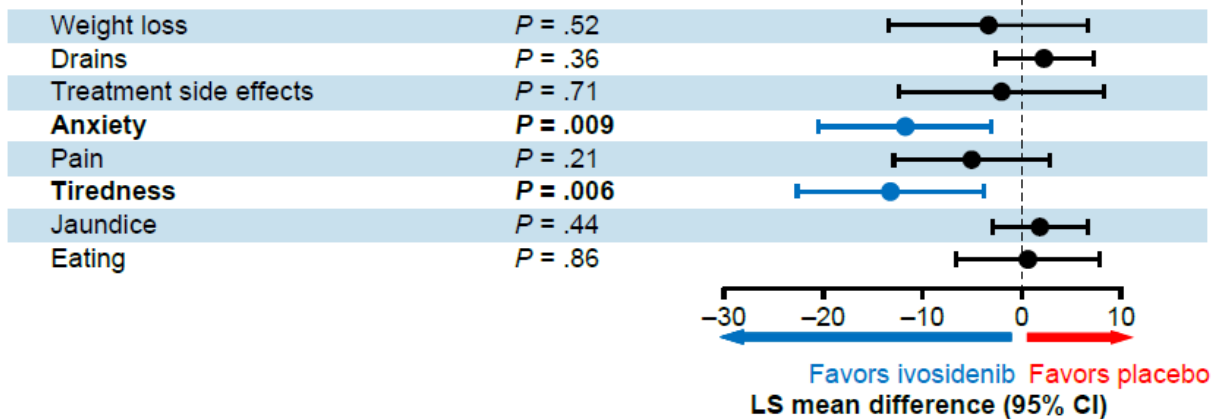 Weight loss P = .52
Drains P = .36
Treatment side effects P = .71
Anxiety P = .009
Pain P = .21
Tiredness P = .006
Jaundice P = .44
Eating P = .86
–30 –20 –10 0 10
Favors ivosidenib Favors placebo
LS mean difference (95% CI)